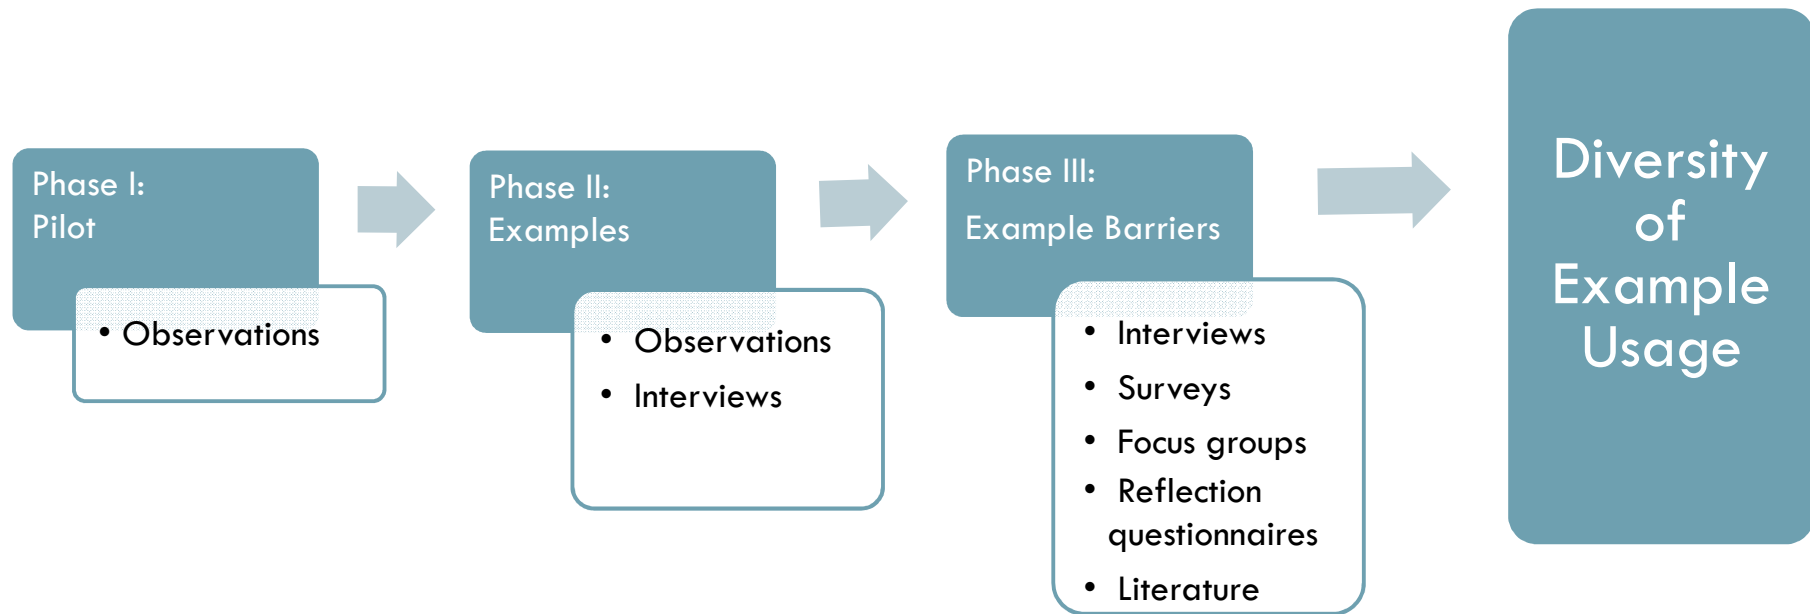 Phase I:
Pilot
• Observations
Phase II:
Examples
• Observations
• Interviews
Phase III:
Example Barriers
• Interviews
• Surveys
• Focus groups
• Reflection
questionnaires
• Literature
Diversity
of
Example
Usage